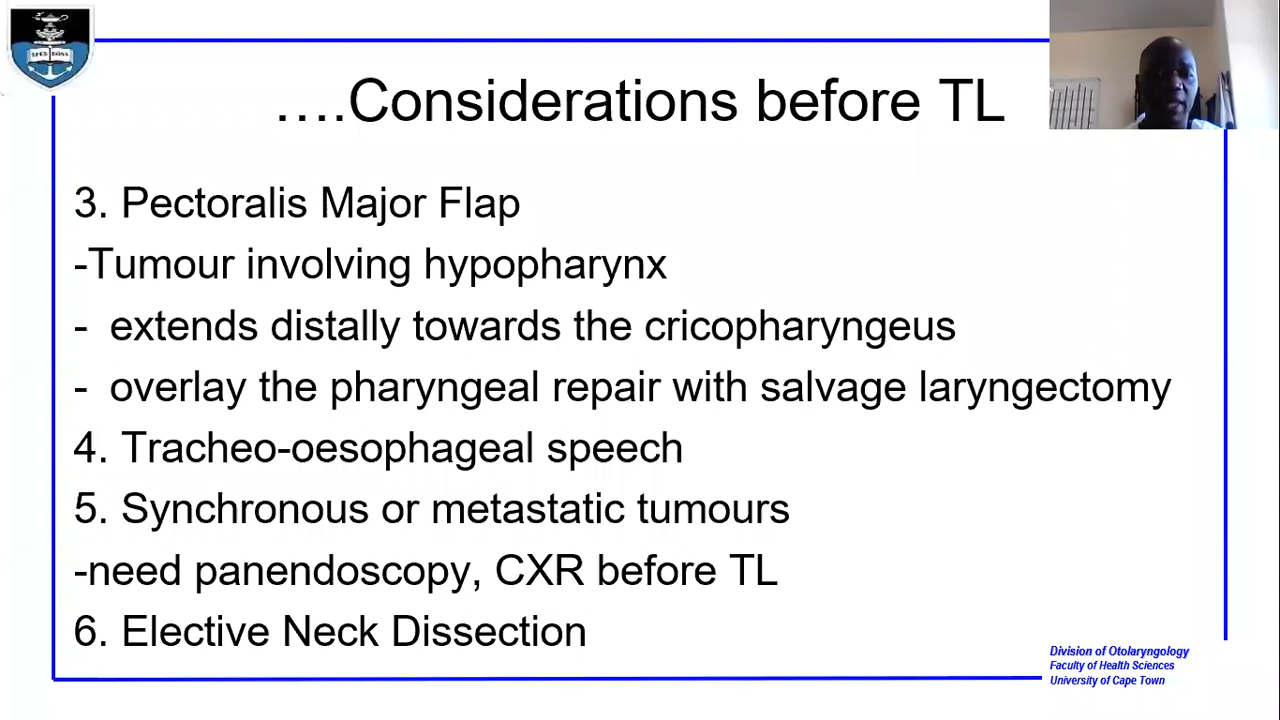 SPES BONA
….Considerations before TL
3. Pectoralis Major Flap
-Tumour involving hypopharynx
- extends distally towards the cricopharyngeus
- overlay the pharyngeal repair with salvage laryngectomy
4. Tracheo-oesophageal speech
5. Synchronous or metastatic tumours
-need panendoscopy, CXR before TL
6. Elective Neck Dissection
Division of Otolaryngology
Faculty of Health Sciences
University of Cape Town